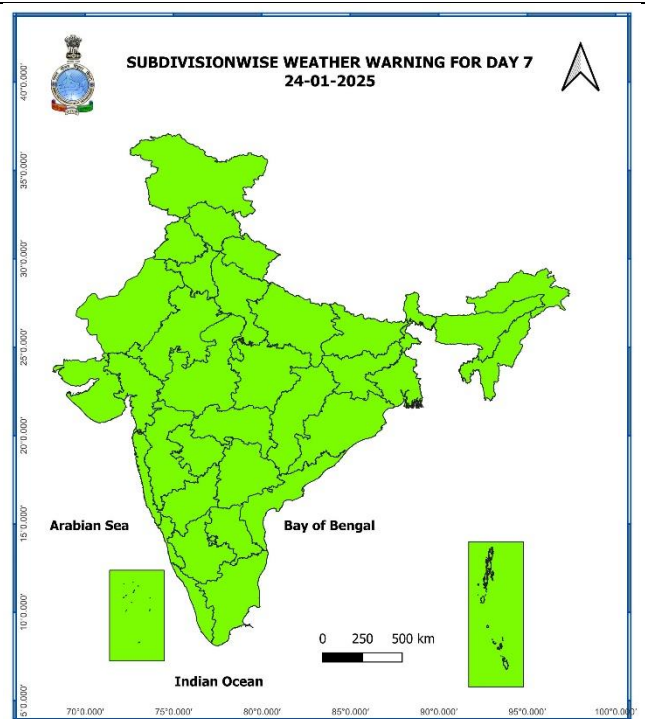 SUBDIVISIONWISE WEATHER WARNING FOR DAY 7
24-01-2025
40°0.000'
35°0.000'
30°0.000'
25°0.000'
20°0.000'
15°0.000'
10°0.000'
5°0.000'
Arabian Sea
Bay of Bengal
0 250 500 km
Indian Ocean
70°0.000' 75°0.000' 80°0.000' 85°0.000' 90°0.000' 95°0.000' 100°0.000'